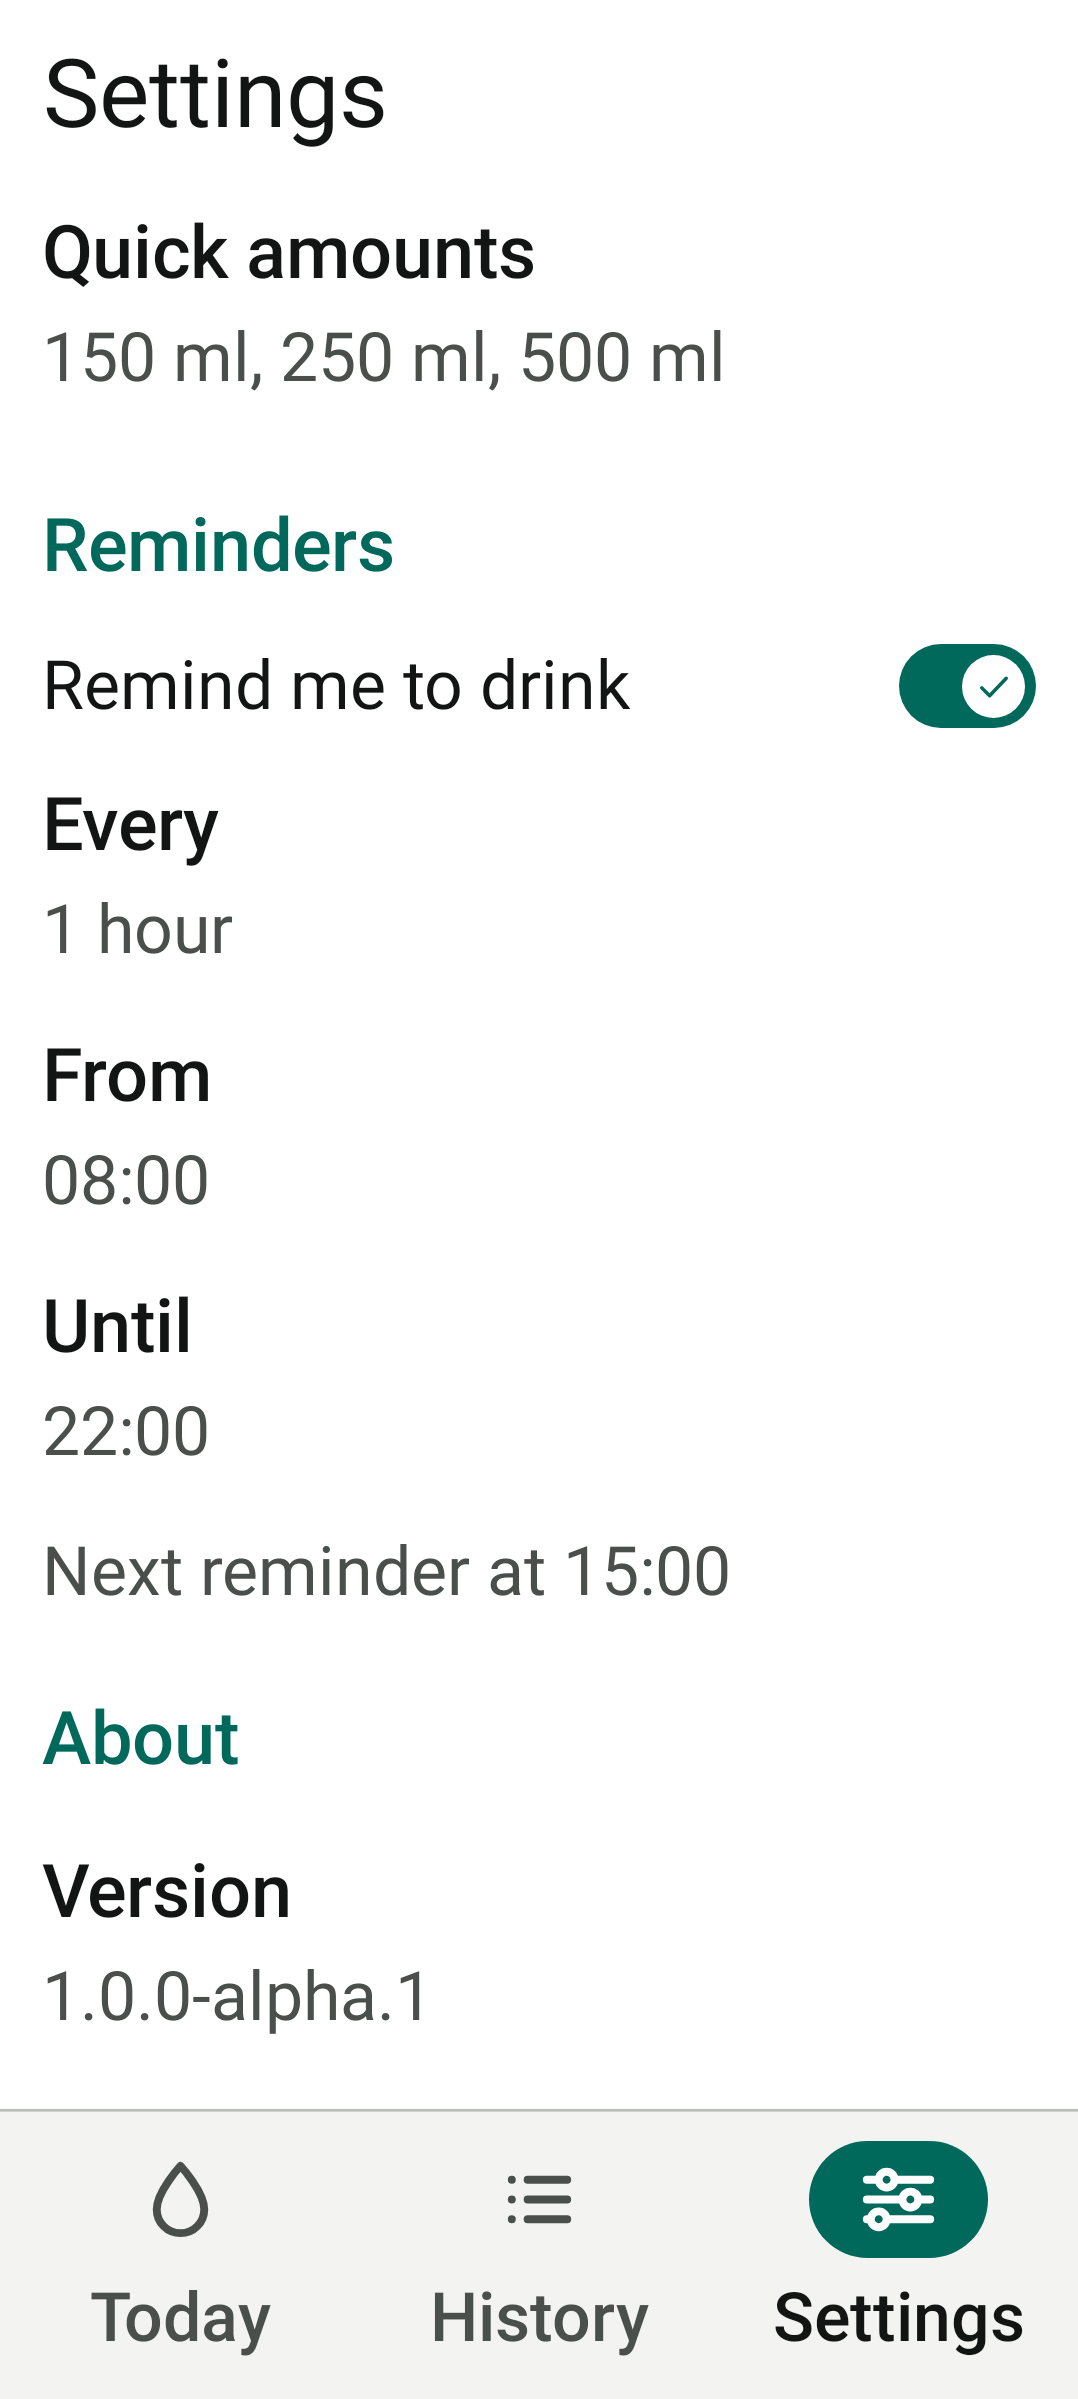 Settings
Quick amounts
150 ml, 250 ml, 500 ml
Reminders
Remind me to drink
Every
1 hour
From
08:00
Until
22:00
Next reminder at 15:00
About
Version
1.0.0-alpha.1
Today
History
Settings